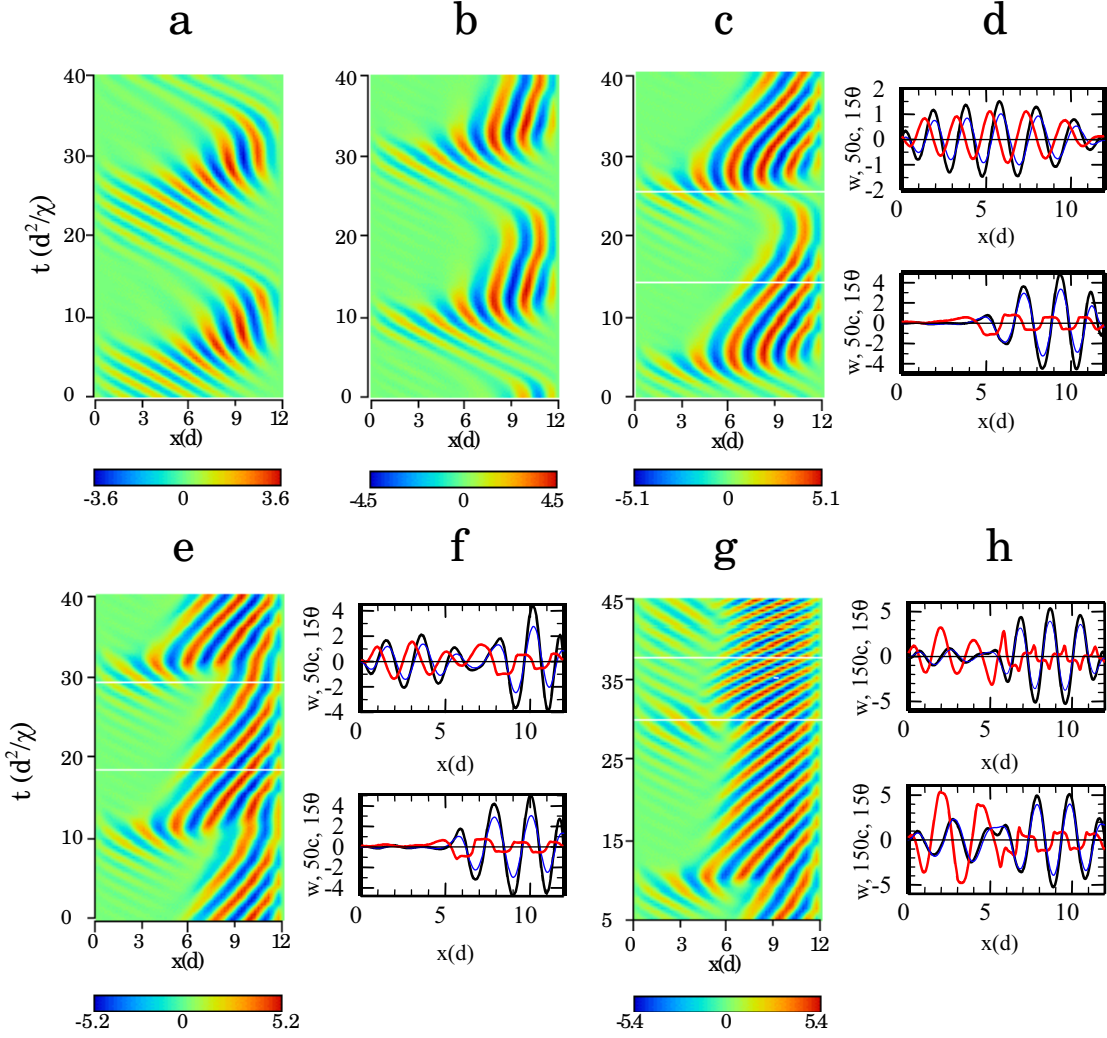 a b c d
40 40 40
30 30 30
20 20 20
10 10 10
0 0 0
t (d²/χ)
0 3 6 9 12
x(d)
0 3 6 9 12
x(d)
0 3 6 9 12
x(d)
-3.6 0 3.6
-4.5 0 4.5
-5.1 0 5.1
w, 50c, 15θ
2
1
0
-1
-2
0 5 10
x(d)
w, 50c, 15θ
4
2
0
-2
-4
0 5 10
x(d)
e f g h
40
30
20
10
0
t (d²/χ)
0 3 6 9 12
x(d)
-5.2 0 5.2
w, 50c, 15θ
4
2
0
-2
-4
0 5 10
x(d)
w, 50c, 15θ
4
2
0
-2
-4
0 5 10
x(d)
45
35
25
15
5
0 3 6 9 12
x(d)
-5.4 0 5.4
w, 150c, 15θ
5
0
-5
0 5 10
x(d)
w, 150c, 15θ
5
0
-5
0 5 10
x(d)